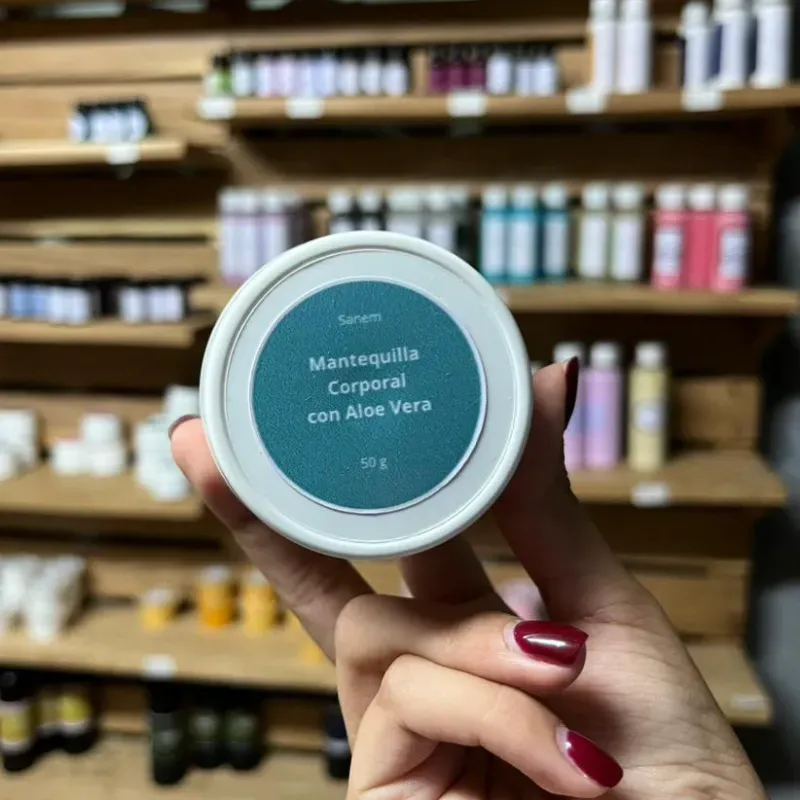 Sanem
Mantequilla
Corporal
con Aloe Vera
50 g